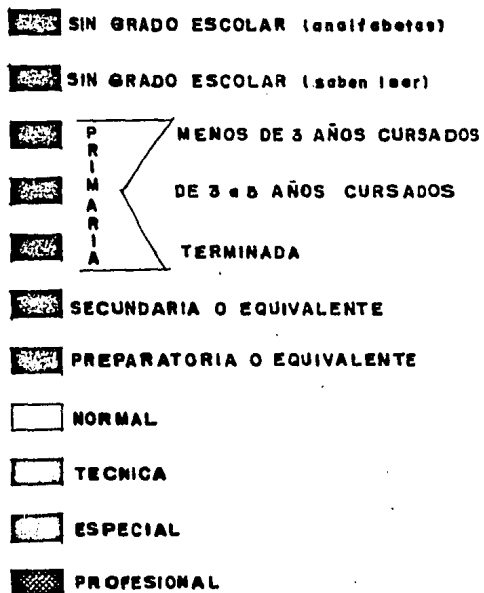 SIN GRADO ESCOLAR (analfabetas)
SIN GRADO ESCOLAR (saben leer)
PRIMARIA
MENOS DE 3 AÑOS CURSADOS
DE 3 a 5 AÑOS CURSADOS
TERMINADA
SECUNDARIA O EQUIVALENTE
PREPARATORIA O EQUIVALENTE
NORMAL
TECNICA
ESPECIAL
PROFESIONAL